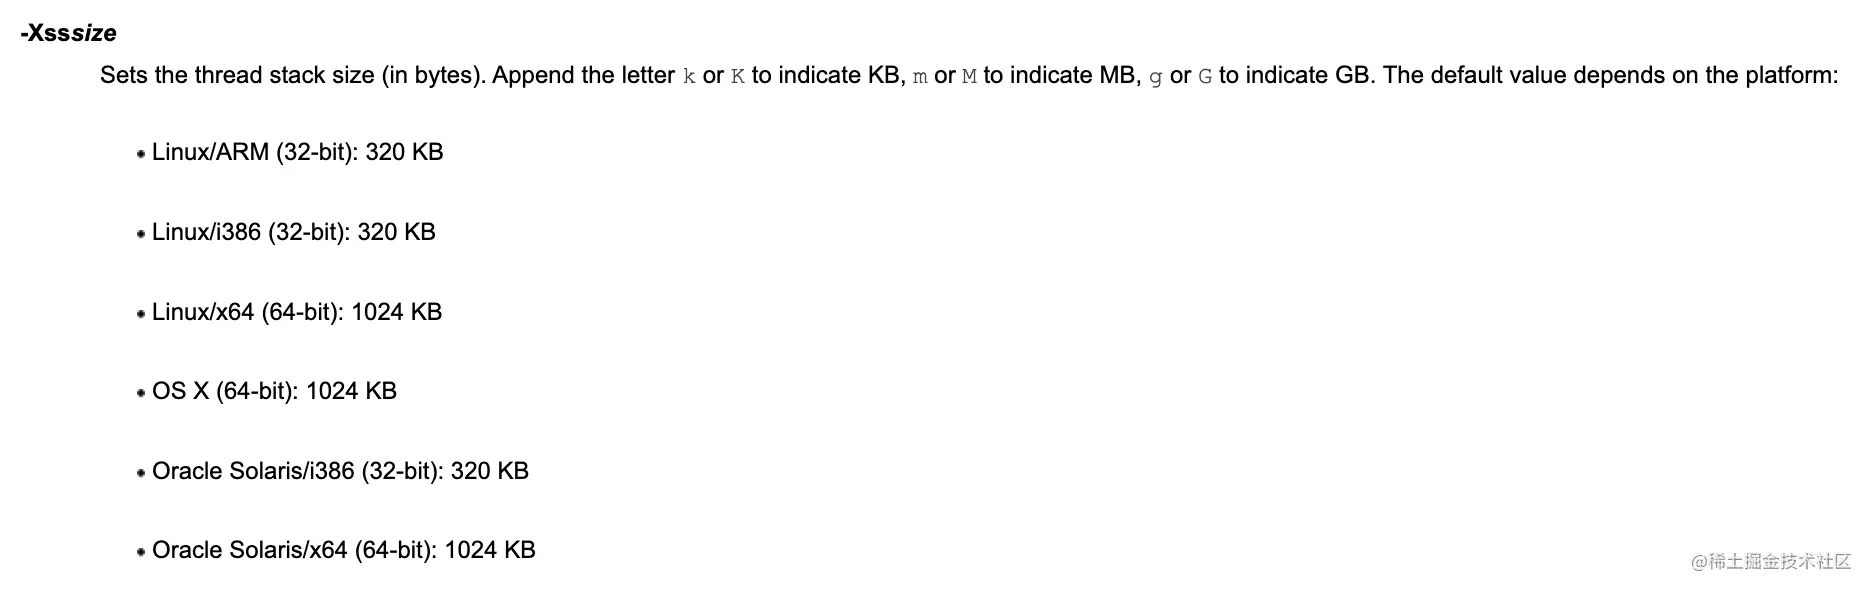 -Xsssize
Sets the thread stack size (in bytes). Append the letter k or K to indicate KB, m or M to indicate MB, g or G to indicate GB. The default value depends on the platform:
• Linux/ARM (32-bit): 320 KB
• Linux/i386 (32-bit): 320 KB
• Linux/x64 (64-bit): 1024 KB
• OS X (64-bit): 1024 KB
• Oracle Solaris/i386 (32-bit): 320 KB
• Oracle Solaris/x64 (64-bit): 1024 KB
@稀土掘金技术社区